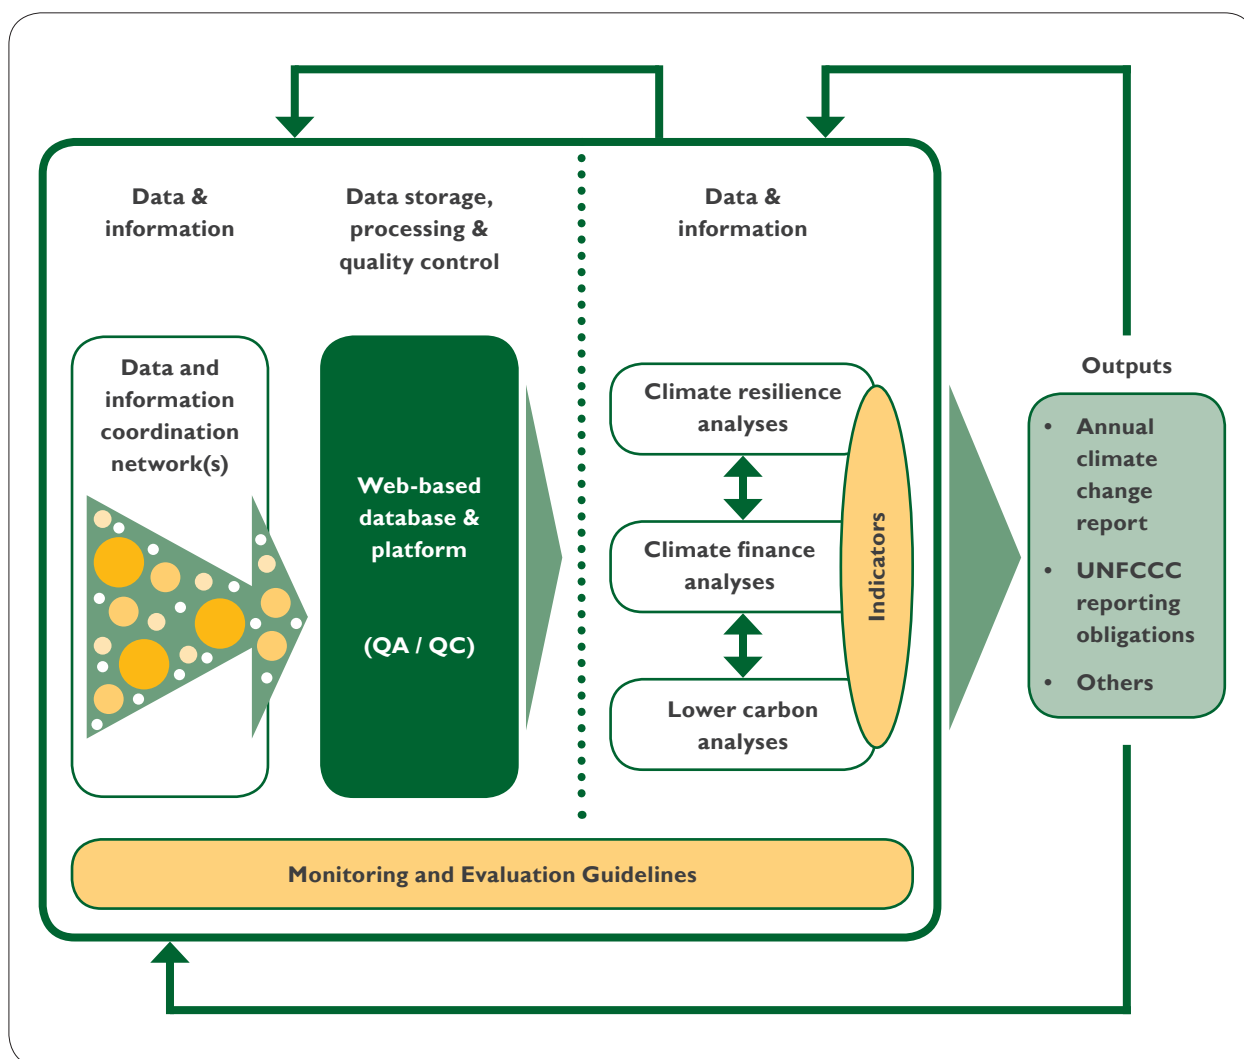 Data &
information
Data storage,
processing &
quality control
Data &
information
Data and
information
coordination
network(s)
Web-based
database &
platform
(QA / QC)
Climate resilience
analyses
Climate finance
analyses
Lower carbon
analyses
Indicators
Outputs
• Annual
climate
change
report
• UNFCCC
reporting
obligations
• Others
Monitoring and Evaluation Guidelines